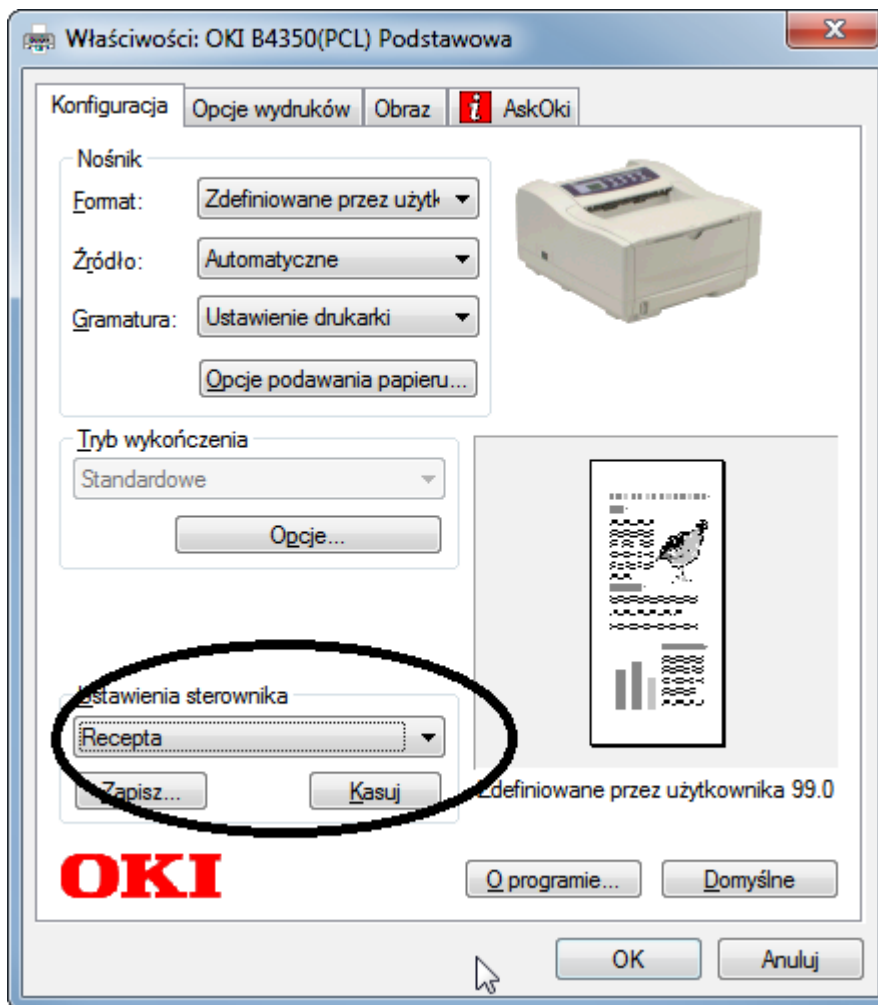 Właściwości: OKI B4350(PCL) Podstawowa
Konfiguracja Opcje wydruków Obraz i AskOki
Nośnik
Format: Zdefiniowane przez użytk
Źródło: Automatyczne
Gramatura: Ustawienie drukarki
Opcje podawania papieru...
Tryb wykończenia
Standardowe
Opcje...
Ustawienia sterownika
Recepta
Zapisz... Kasuj
Zdefiniowane przez użytkownika 99.0
OKI
O programie... Domyślne
OK Anuluj